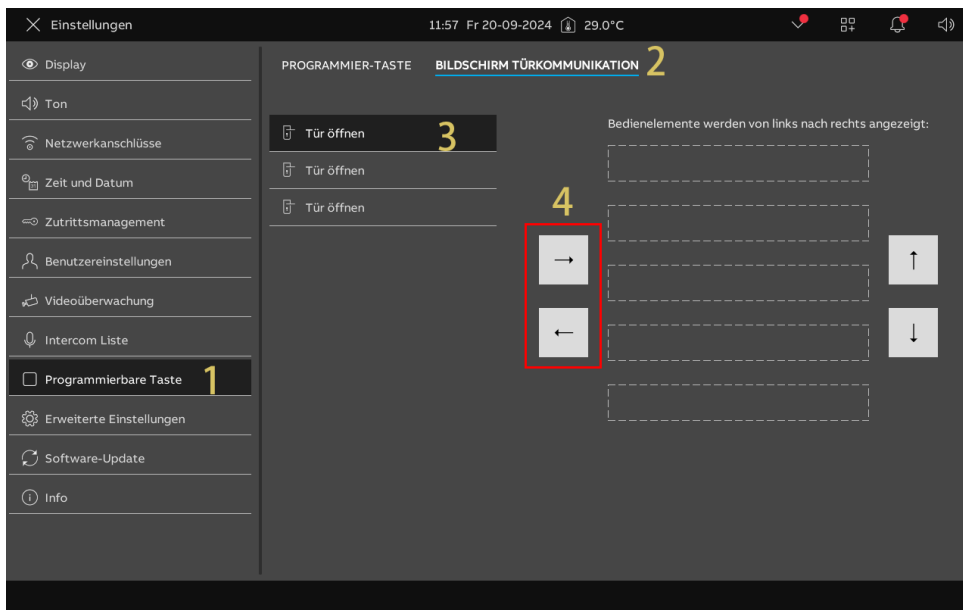 Einstellungen
11:57 Fr 20-09-2024 29.0°C
Display
Ton
Netzwerkanschlüsse
Zeit und Datum
Zutrittsmanagement
Benutzereinstellungen
Videoüberwachung
Intercom Liste
Programmierbare Taste 1
Erweiterte Einstellungen
Software-Update
Info
PROGRAMMIER-TASTE BILDSCHIRM TÜRKOMMUNIKATION 2
Tür öffnen 3
Tür öffnen
Tür öffnen
4
→
←
Bedienelemente werden von links nach rechts angezeigt:
↑
↓